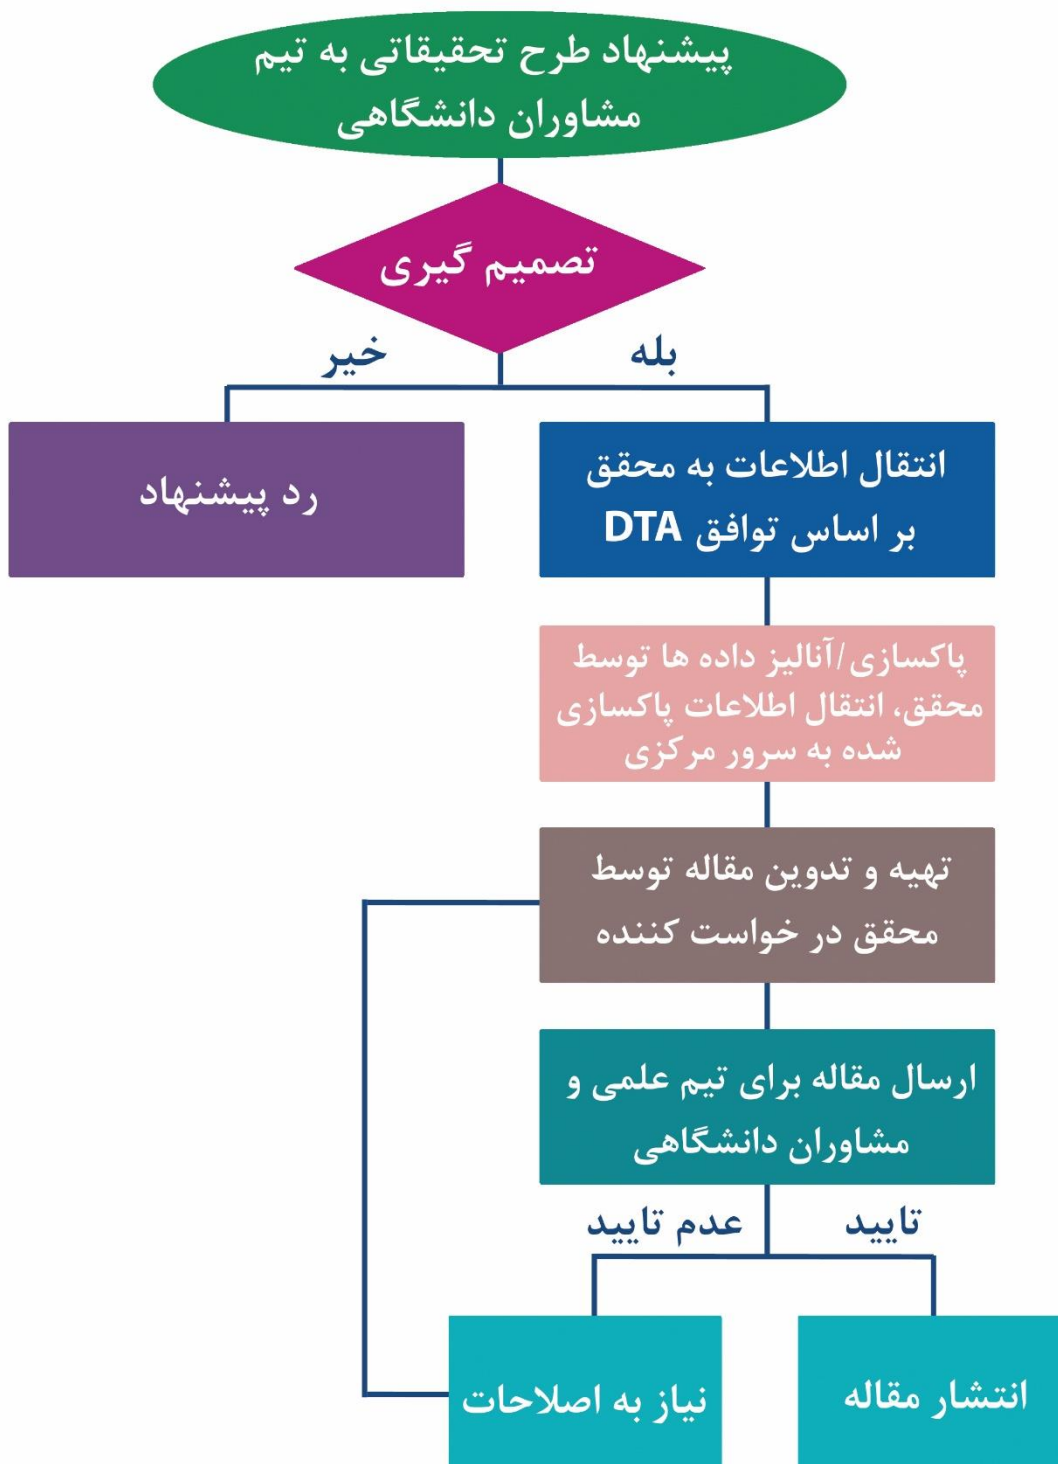 پیشنهاد طرح تحقیقاتی به تیم
مشاوران دانشگاهی
تصمیم گیری
بله
خیر
انتقال اطلاعات به محقق
بر اساس توافق DTA
رد پیشنهاد
پاکسازی/آنالیز داده ها توسط
محقق، انتقال اطلاعات پاکسازی
شده به سرور مرکزی
تهیه و تدوین مقاله توسط
محقق در خواست کننده
ارسال مقاله برای تیم علمی و
مشاوران دانشگاهی
تایید
عدم تایید
انتشار مقاله
نیاز به اصلاحات